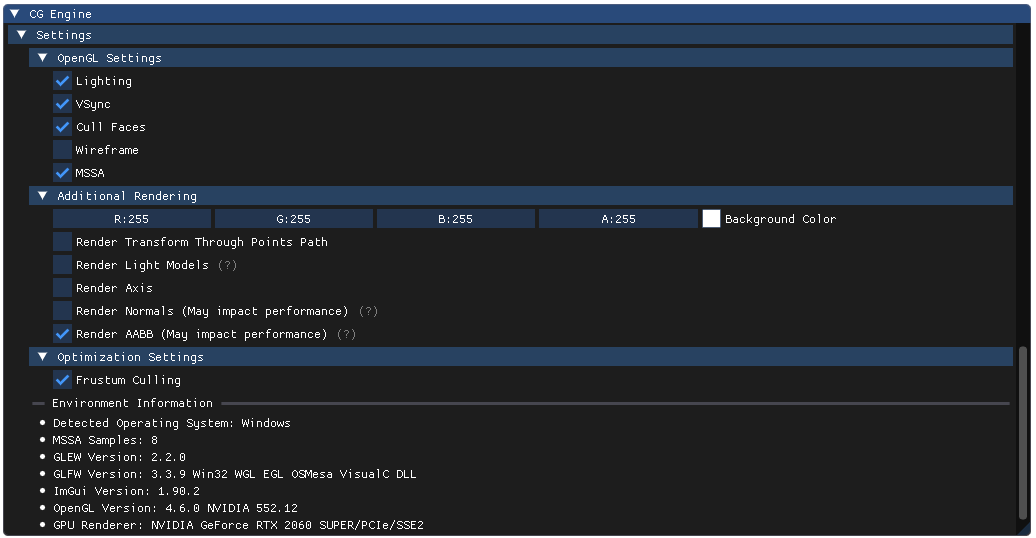 CG Engine
Settings
OpenGL Settings
Lighting
VSync
Cull Faces
Wireframe
MSSA
Additional Rendering
R:255 G:255 B:255 A:255 Background Color
Render Transform Through Points Path
Render Light Models (?)
Render Axis
Render Normals (May impact performance) (?)
Render AABB (May impact performance) (?)
Optimization Settings
Frustum Culling
Environment Information
Detected Operating System: Windows
MSSA Samples: 8
GLEW Version: 2.2.0
GLFW Version: 3.3.9 Win32 WGL EGL OSMesa VisualC DLL
ImGui Version: 1.90.2
OpenGL Version: 4.6.0 NVIDIA 552.12
GPU Renderer: NVIDIA GeForce RTX 2060 SUPER/PCIe/SSE2